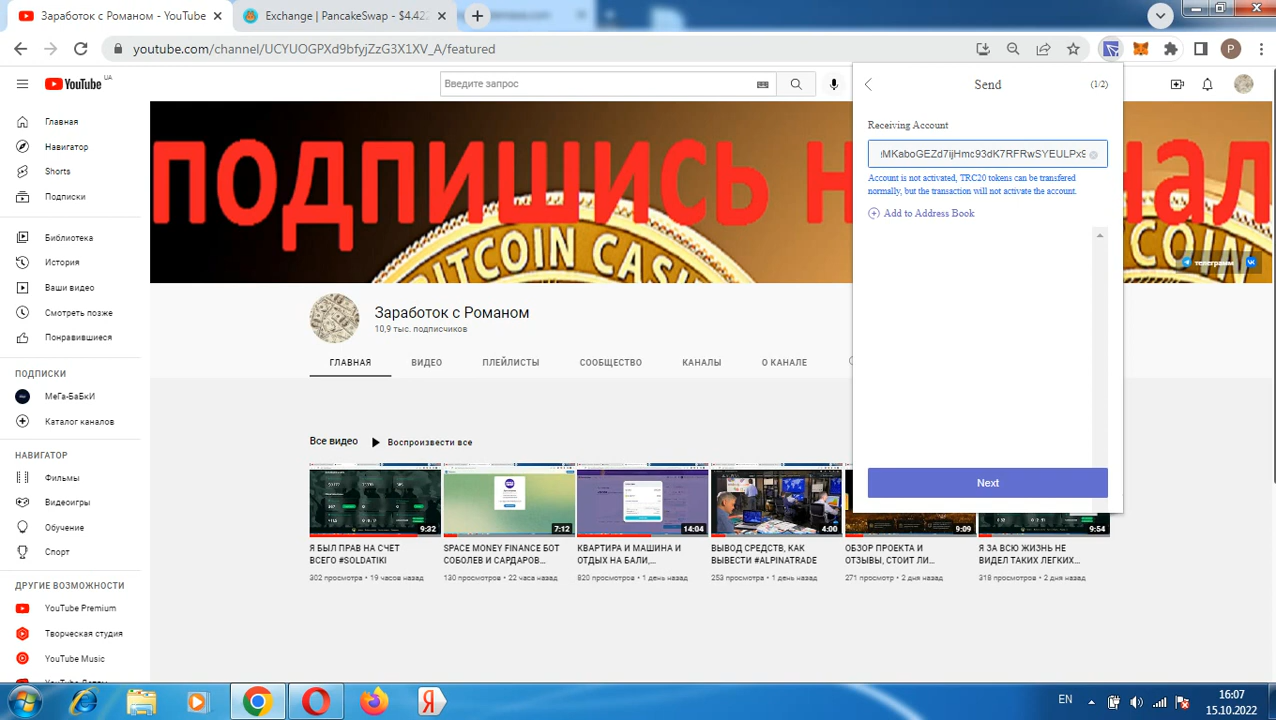 Заработок с Романом - YouTube
Exchange | PancakeSwap - $4.422
youtube.com/channel/UCYUOGPXd9bfyjZzG3X1XV_A/featured
P
YouTube UA
Введите запрос
Send
(1/2)
Receiving Account
MKaboGEZd7ijHmc93dK7RFRwSYEULPx9
Account is not activated, TRC20 tokens can be transfered
normally, but the transaction will not activate the account.
Add to Address Book
Next
Главная
Навигатор
Shorts
Подписки
Библиотека
История
Ваши видео
Смотреть позже
Понравившиеся
ПОДПИСКИ
МеГа-БаБкИ
Каталог каналов
НАВИГАТОР
Фильмы
Видеоигры
Обучение
Спорт
ДРУГИЕ ВОЗМОЖНОСТИ
YouTube Premium
Творческая студия
YouTube Music
ПОДПИШИСЬ
BITCOIN CASH
телеграмм
Заработок с Романом
10,9 тыс. подписчиков
ГЛАВНАЯ
ВИДЕО
ПЛЕЙЛИСТЫ
СООБЩЕСТВО
КАНАЛЫ
О КАНАЛЕ
Все видео
Воспроизвести все
9:32
7:12
14:04
4:00
9:09
9:54
Я БЫЛ ПРАВ НА СЧЕТ
ВСЕГО #SOLDATIKI
302 просмотра • 19 часов назад
SPACE MONEY FINANCE БОТ
СОБОЛЕВ И САРДАРОВ...
130 просмотров • 22 часа назад
КВАРТИРА И МАШИНА И
ОТДЫХ НА БАЛИ,...
820 просмотров • 1 день назад
ВЫВОД СРЕДСТВ, КАК
ВЫВЕСТИ #ALPINATRADE
253 просмотра • 1 день назад
ОБЗОР ПРОЕКТА И
ОТЗЫВЫ, СТОИТ ЛИ...
271 просмотр • 2 дня назад
Я ЗА ВСЮ ЖИЗНЬ НЕ
ВИДЕЛ ТАКИХ ЛЕГКИХ...
318 просмотров • 2 дня назад
EN
16:07
15.10.2022